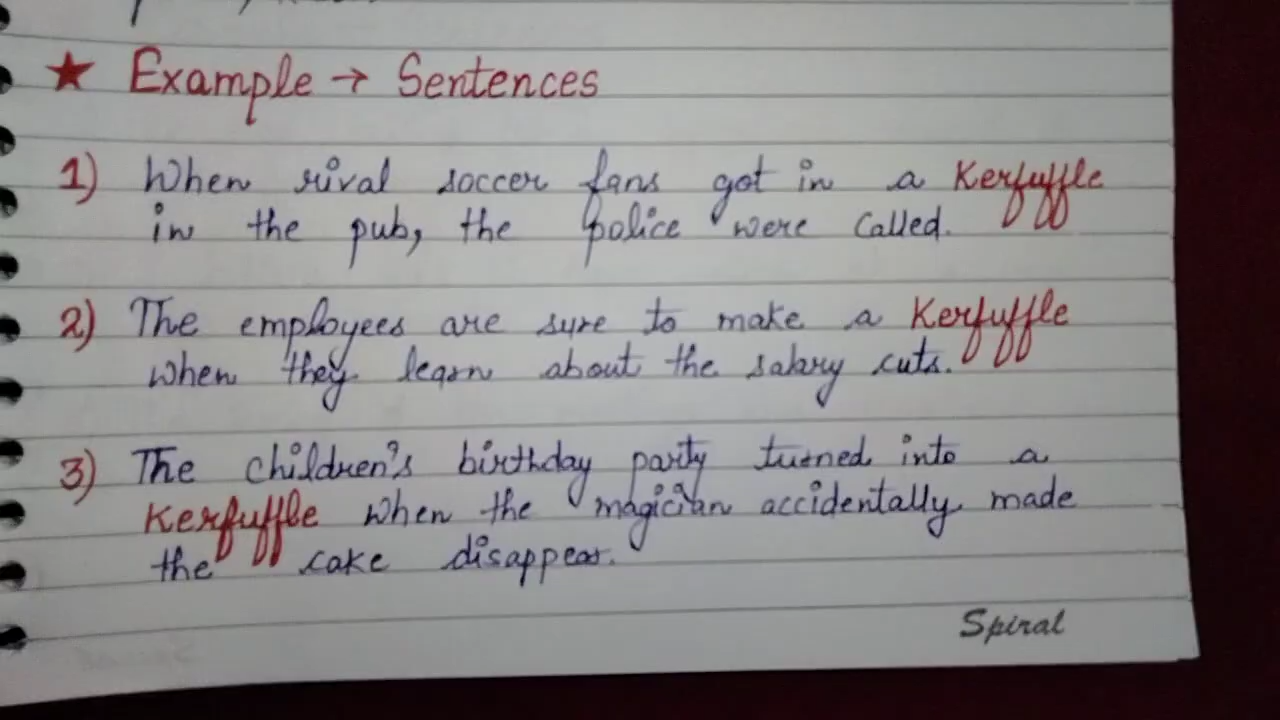 ★ Example → Sentences
1) When rival soccer fans got in a Kerfuffle
in the pub, the police were called.
2) The employees are sure to make a Kerfuffle
when they learn about the salary cuts.
3) The children's birthday party turned into a
Kerfuffle when the magician accidentally made
the cake disappear.
Spiral